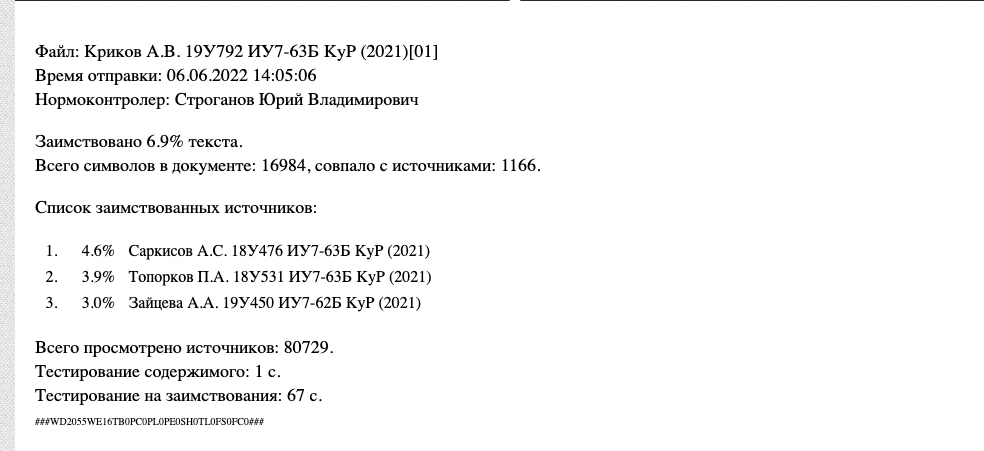 Файл: Криков А.В. 19У792 ИУ7-63Б КуР (2021)[01]
Время отправки: 06.06.2022 14:05:06
Нормоконтролер: Строганов Юрий Владимирович
Заимствовано 6.9% текста.
Всего символов в документе: 16984, совпало с источниками: 1166.
Список заимствованных источников:
1. 4.6% Саркисов А.С. 18У476 ИУ7-63Б КуР (2021)
2. 3.9% Топорков П.А. 18У531 ИУ7-63Б КуР (2021)
3. 3.0% Зайцева А.А. 19У450 ИУ7-62Б КуР (2021)
Всего просмотрено источников: 80729.
Тестирование содержимого: 1 с.
Тестирование на заимствования: 67 с.
###WD2055WE16TB0PC0PL0PE0SH0TL0FS0FC0###